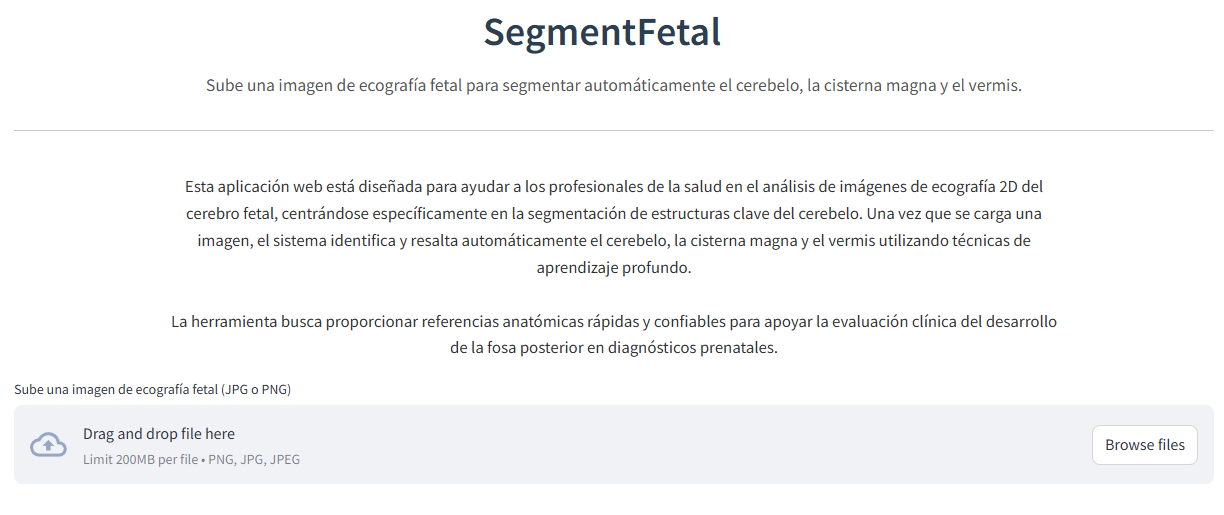 SegmentFetal
Sube una imagen de ecografía fetal para segmentar automáticamente el cerebelo, la cisterna magna y el vermis.
Esta aplicación web está diseñada para ayudar a los profesionales de la salud en el análisis de imágenes de ecografía 2D del
cerebro fetal, centrándose específicamente en la segmentación de estructuras clave del cerebelo. Una vez que se carga una
imagen, el sistema identifica y resalta automáticamente el cerebelo, la cisterna magna y el vermis utilizando técnicas de
aprendizaje profundo.
La herramienta busca proporcionar referencias anatómicas rápidas y confiables para apoyar la evaluación clínica del desarrollo
de la fosa posterior en diagnósticos prenatales.
Sube una imagen de ecografía fetal (JPG o PNG)
Drag and drop file here
Limit 200MB per file • PNG, JPG, JPEG
Browse files